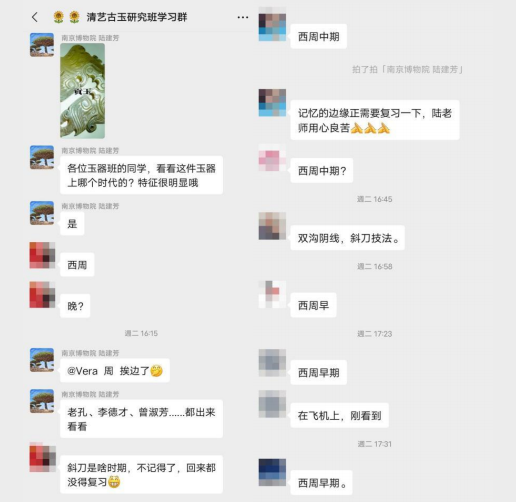 清艺古玉研究班学习群
南京博物院 陆建芳
南京博物院 陆建芳
各位玉器班的同学，看看这件玉器
上哪个时代的？特征很明显哦
南京博物院 陆建芳
是
西周
晚？
週二 16:15
南京博物院 陆建芳
@Vera 周 挨边了
南京博物院 陆建芳
老孔、李德才、曾淑芳......都出来
看看
斜刀是啥时期，不记得了，回来都
没得复习
西周中期
拍了拍「南京博物院 陆建芳」
记忆的边缘正需要复习一下，陆老
师用心良苦
西周中期？
週二 16:45
双沟阴线，斜刀技法。
週二 16:58
西周早
週二 17:23
西周早期
在飞机上，刚看到
週二 17:31
西周早期。